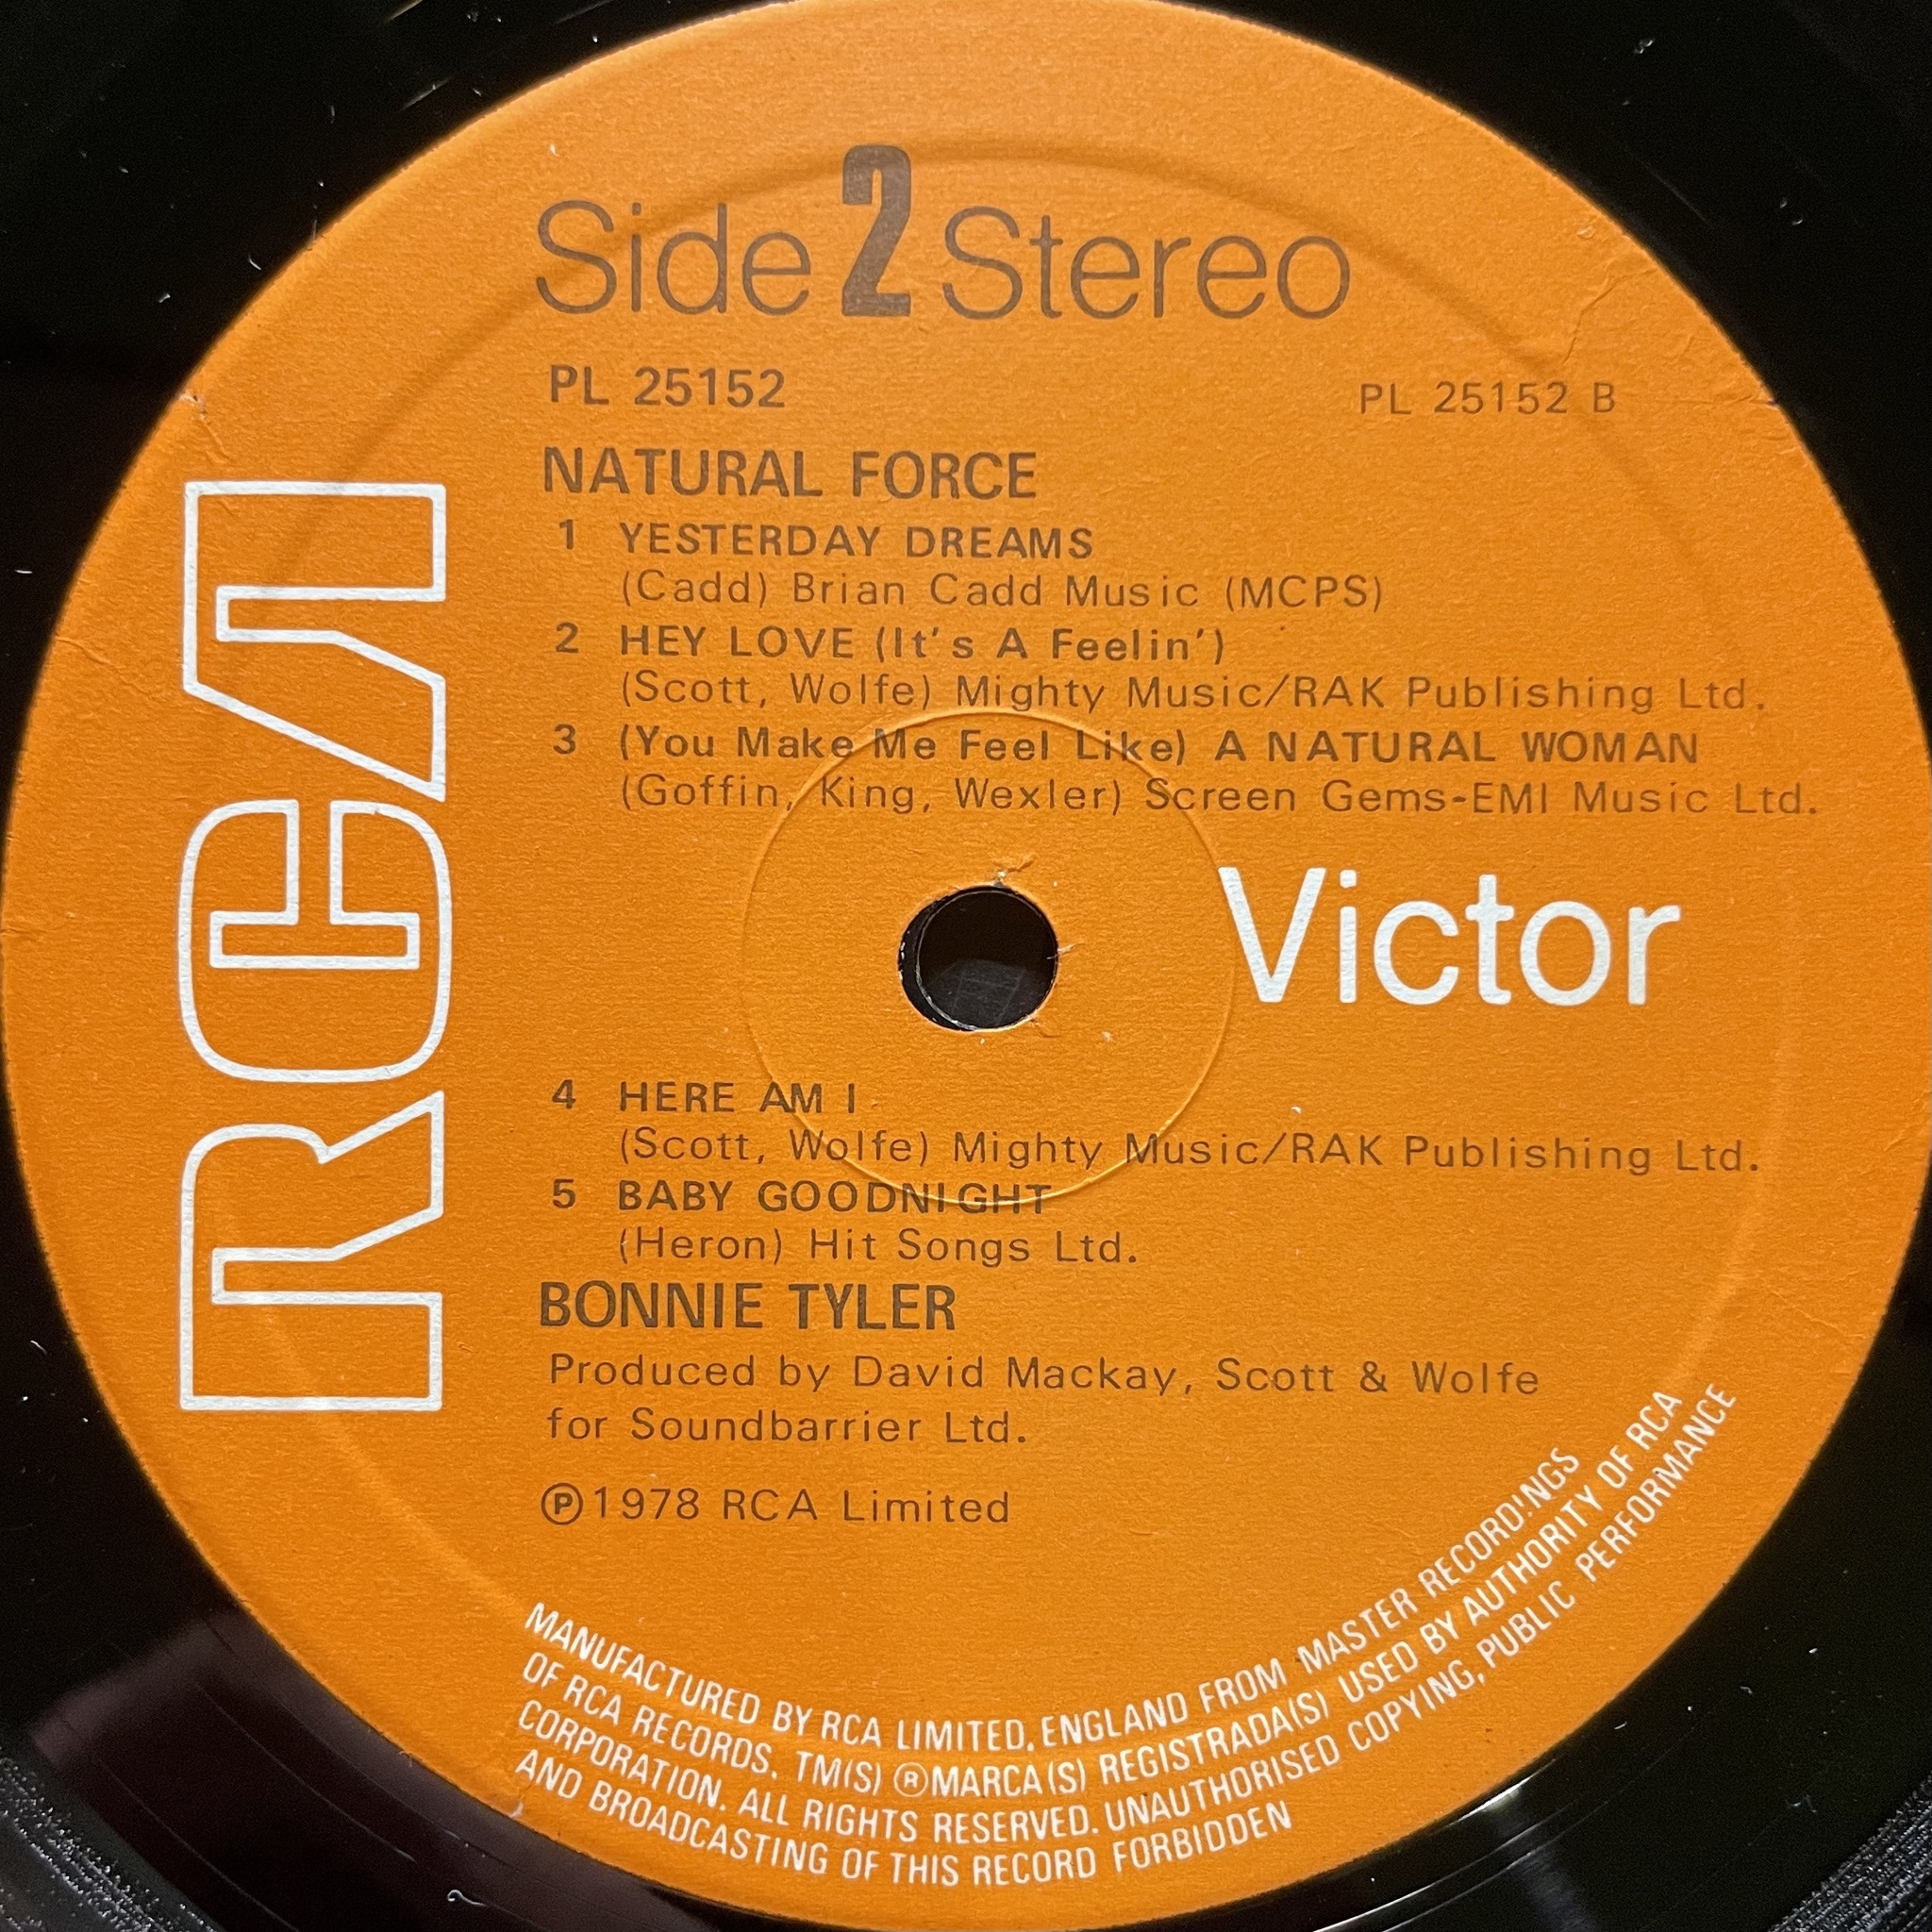 Side 2 Stereo
PL 25152
PL 25152 B
NATURAL FORCE
1 YESTERDAY DREAMS
(Cadd) Brian Cadd Music (MCPS)
2 HEY LOVE (It's A Feelin')
(Scott, Wolfe) Mighty Music/RAK Publishing Ltd.
3 (You Make Me Feel Like) A NATURAL WOMAN
(Goffin, King, Wexler) Screen Gems-EMI Music Ltd.
RCA
Victor
4 HERE AM I
(Scott, Wolfe) Mighty Music/RAK Publishing Ltd.
5 BABY GOODNIGHT
(Heron) Hit Songs Ltd.
BONNIE TYLER
Produced by David Mackay, Scott & Wolfe
for Soundbarrier Ltd.
℗1978 RCA Limited
MANUFACTURED BY RCA LIMITED, ENGLAND FROM MASTER RECORDINGS
OF RCA RECORDS. TM(S) ®MARCA(S) REGISTRADA(S) USED BY AUTHORITY OF RCA
CORPORATION. ALL RIGHTS RESERVED. UNAUTHORISED COPYING, PUBLIC PERFORMANCE
AND BROADCASTING OF THIS RECORD FORBIDDEN